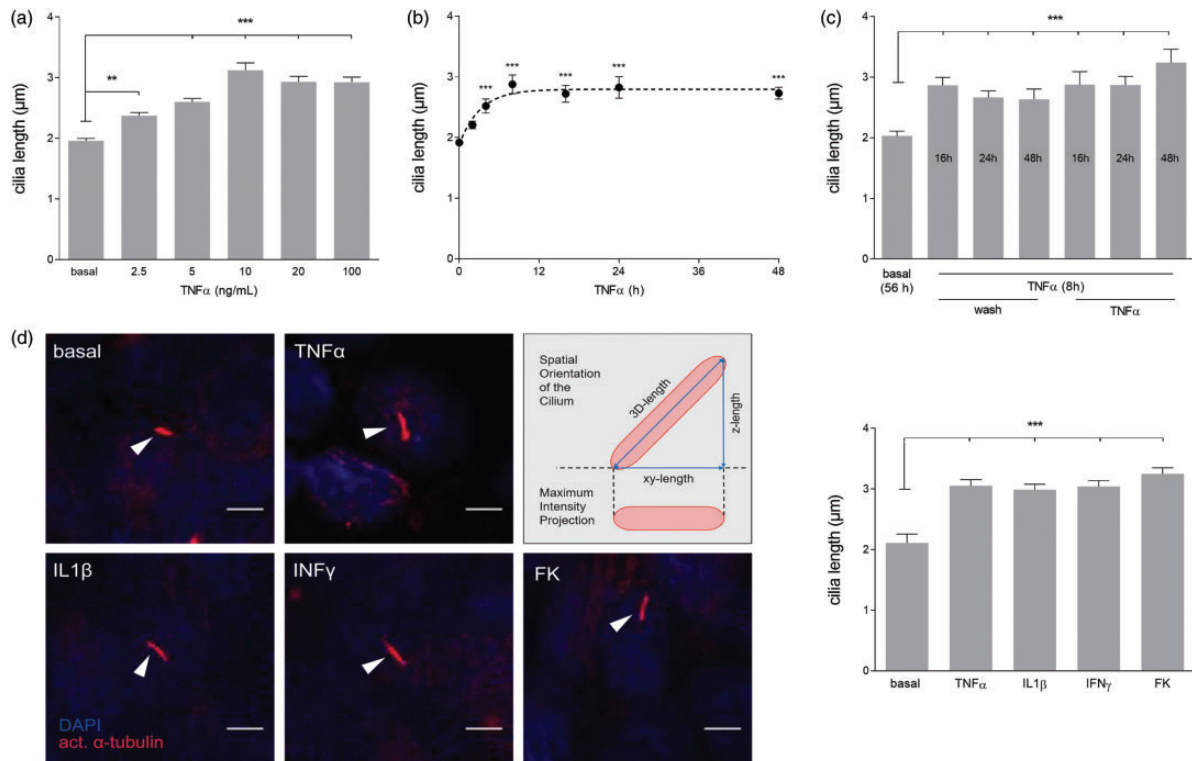 (a)
4
3
2
1
0
cilia length (µm)
**
***
basal 2.5 5 10 20 100
TNFα (ng/mL)
(b)
4
3
2
1
0
cilia length (µm)
*** *** *** *** ***
0 12 24 36 48
TNFα (h)
(c)
4
3
2
1
0
cilia length (µm)
***
16h 24h 48h 16h 24h 48h
basal
(56 h)
TNFα (8h)
wash TNFα
(d)
basal
TNFα
Spatial
Orientation
of the
Cilium
3D-length
z-length
xy-length
Maximum
Intensity
Projection
IL1β
INFγ
FK
DAPI
act. α-tubulin
4
3
2
1
0
cilia length (µm)
***
basal TNFα IL1β IFNγ FK